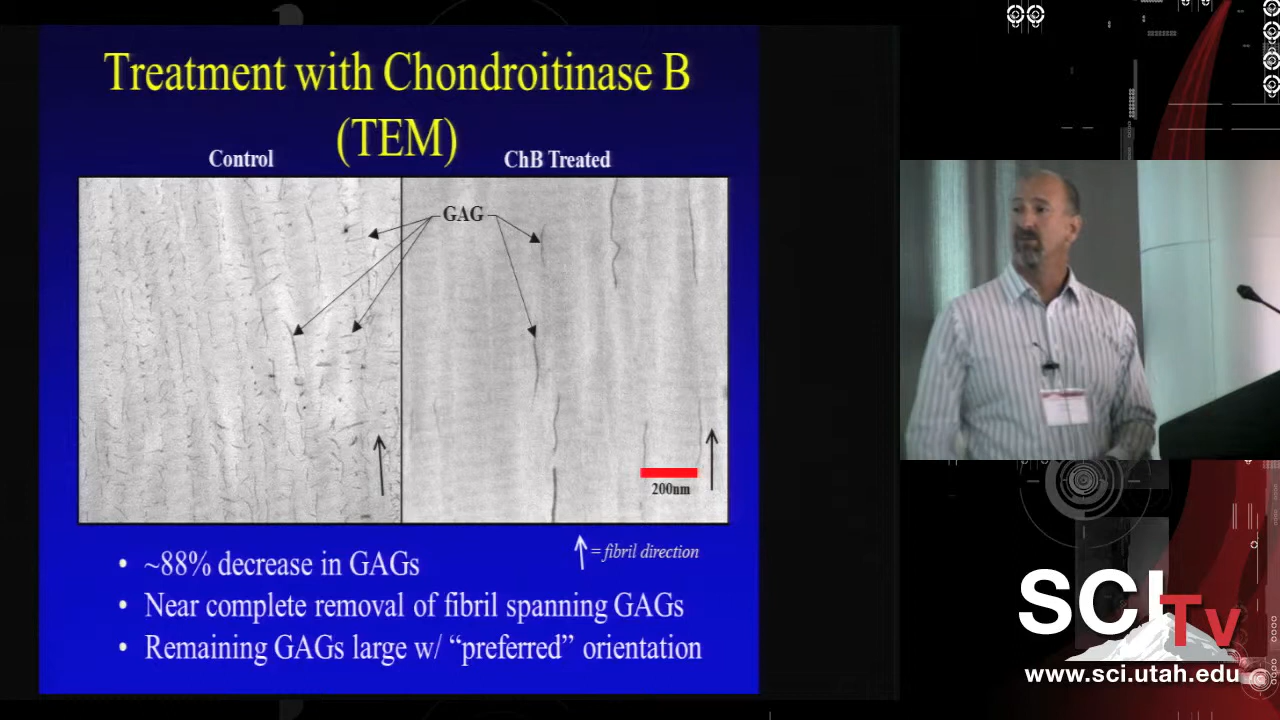 Treatment with Chondroitinase B
(TEM)
Control
ChB Treated
GAG
200nm
= fibril direction
• ~88% decrease in GAGs
• Near complete removal of fibril spanning GAGs
• Remaining GAGs large w/ “preferred” orientation
SCI Tv
www.sci.utah.edu